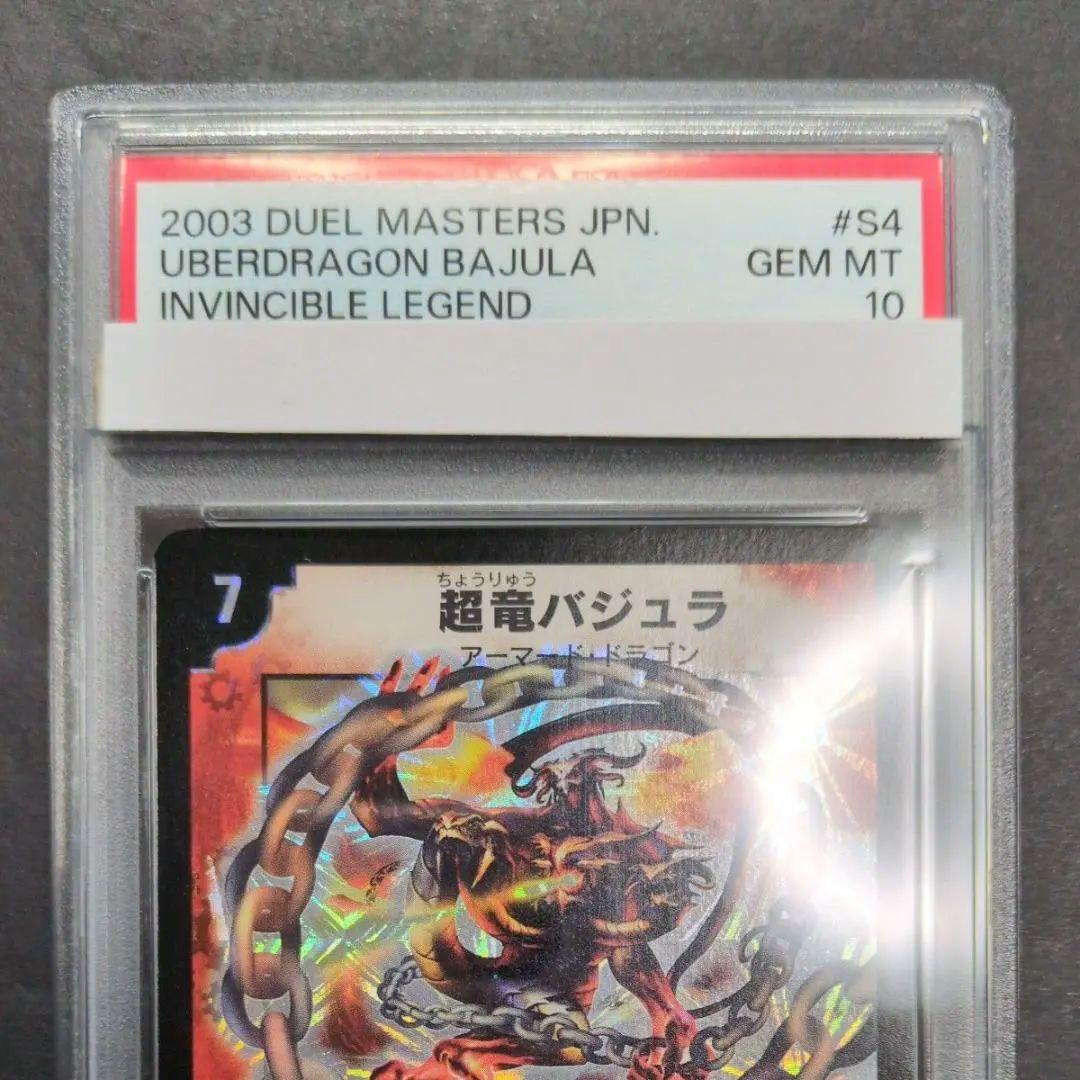 2003 DUEL MASTERS JPN. #S4
UBERDRAGON BAJULA GEM MT
INVINCIBLE LEGEND 10
7
ちょうりゅう
超竜バジュラ
アーマード・ドラゴン